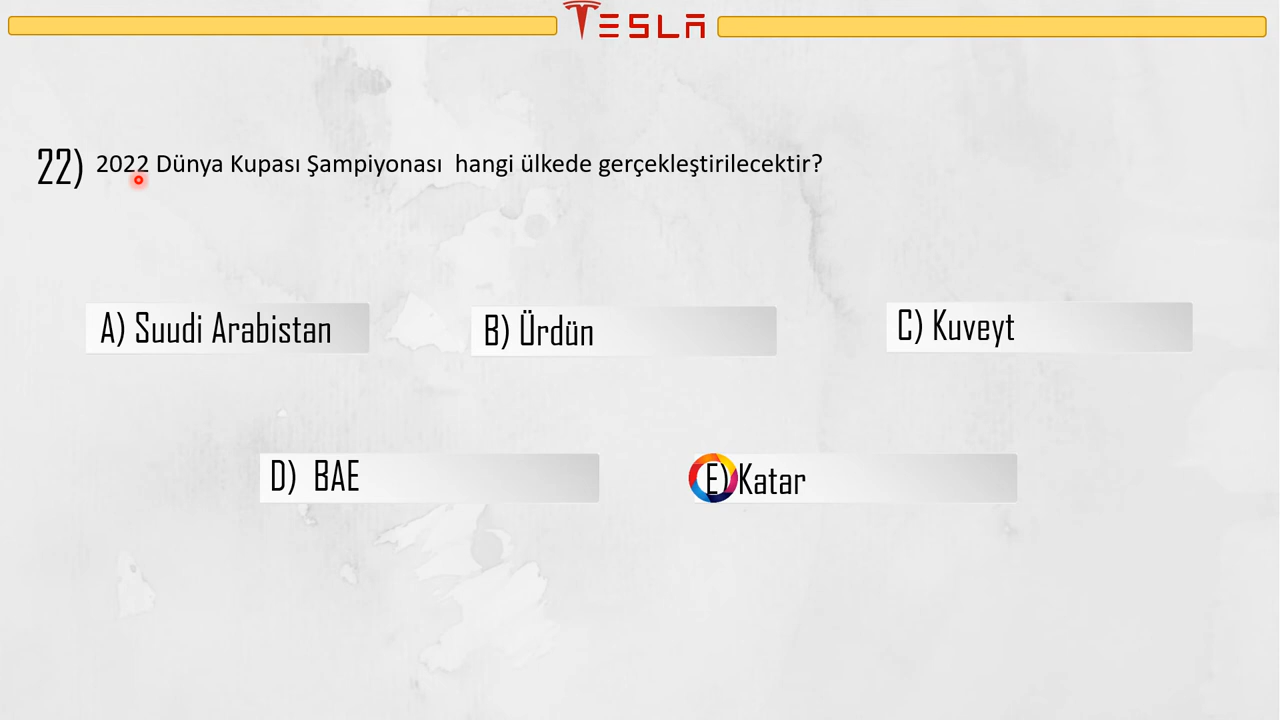 TESLA
22) 2022 Dünya Kupası Şampiyonası hangi ülkede gerçekleştirilecektir?
A) Suudi Arabistan
B) Ürdün
C) Kuveyt
D) BAE
E) Katar